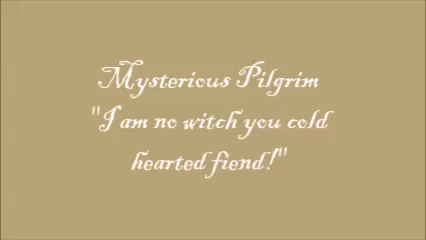 Mysterious Pilgrim
"I am no witch you cold
hearted fiend!"